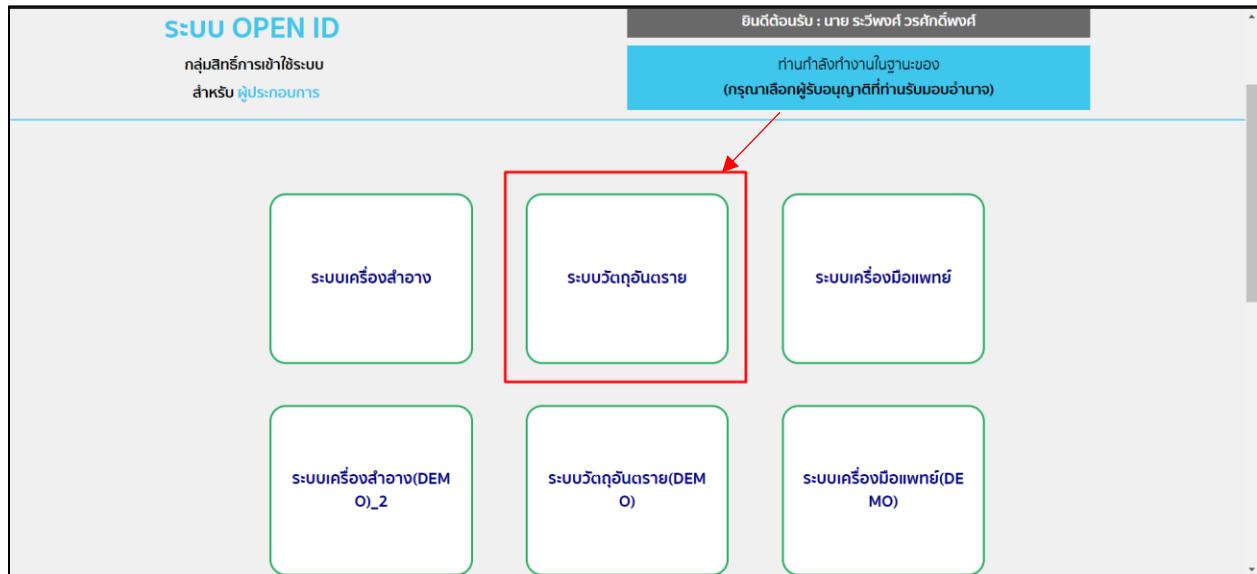 ระบบ OPEN ID
กลุ่มสิทธิ์การเข้าใช้ระบบ
สำหรับ ผู้ประกอบการ
ยินดีต้อนรับ : นาย ระวีพงศ์ วรศักดิ์พงศ์
ท่านกำลังทำงานในฐานะของ
(กรุณาเลือกผู้รับอนุญาติที่ท่านรับมอบอำนาจ)
ระบบเครื่องสำอาง
ระบบวัตถุอันตราย
ระบบเครื่องมือแพทย์
ระบบเครื่องสำอาง(DEM
O)_2
ระบบวัตถุอันตราย(DEM
O)
ระบบเครื่องมือแพทย์(DE
MO)